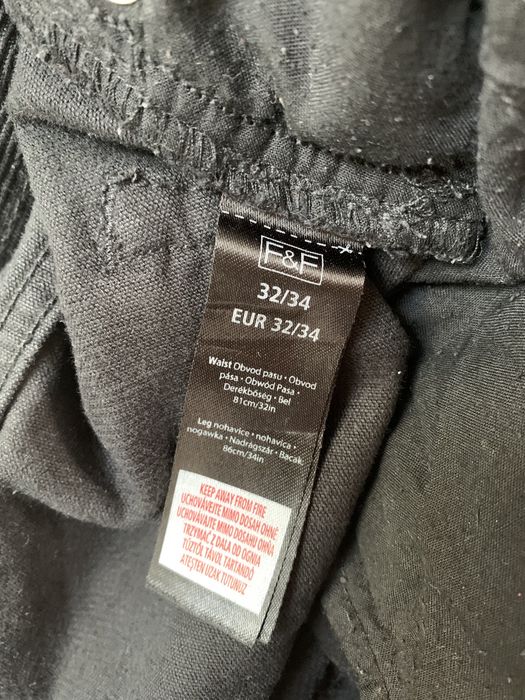 F&F
32/34
EUR 32/34
Waist Obvod pasu • Obvod
pása • Obwód Pasa •
Derékbőség • Bel
81cm/32in
Leg nohavice • nohavica •
nogawka • Nadrágszár • Bacak
86cm/34in
KEEP AWAY FROM FIRE
UCHOVÁVEJTE MIMO DOSAH OHNĚ
UCHOVÁVAJTE MIMO DOSAHU OHŇA
TRZYMAĆ Z DALA OD OGNIA
TŰZTŐL TÁVOL TARTANDÓ
ATEŞTEN UZAK TUTUNUZ